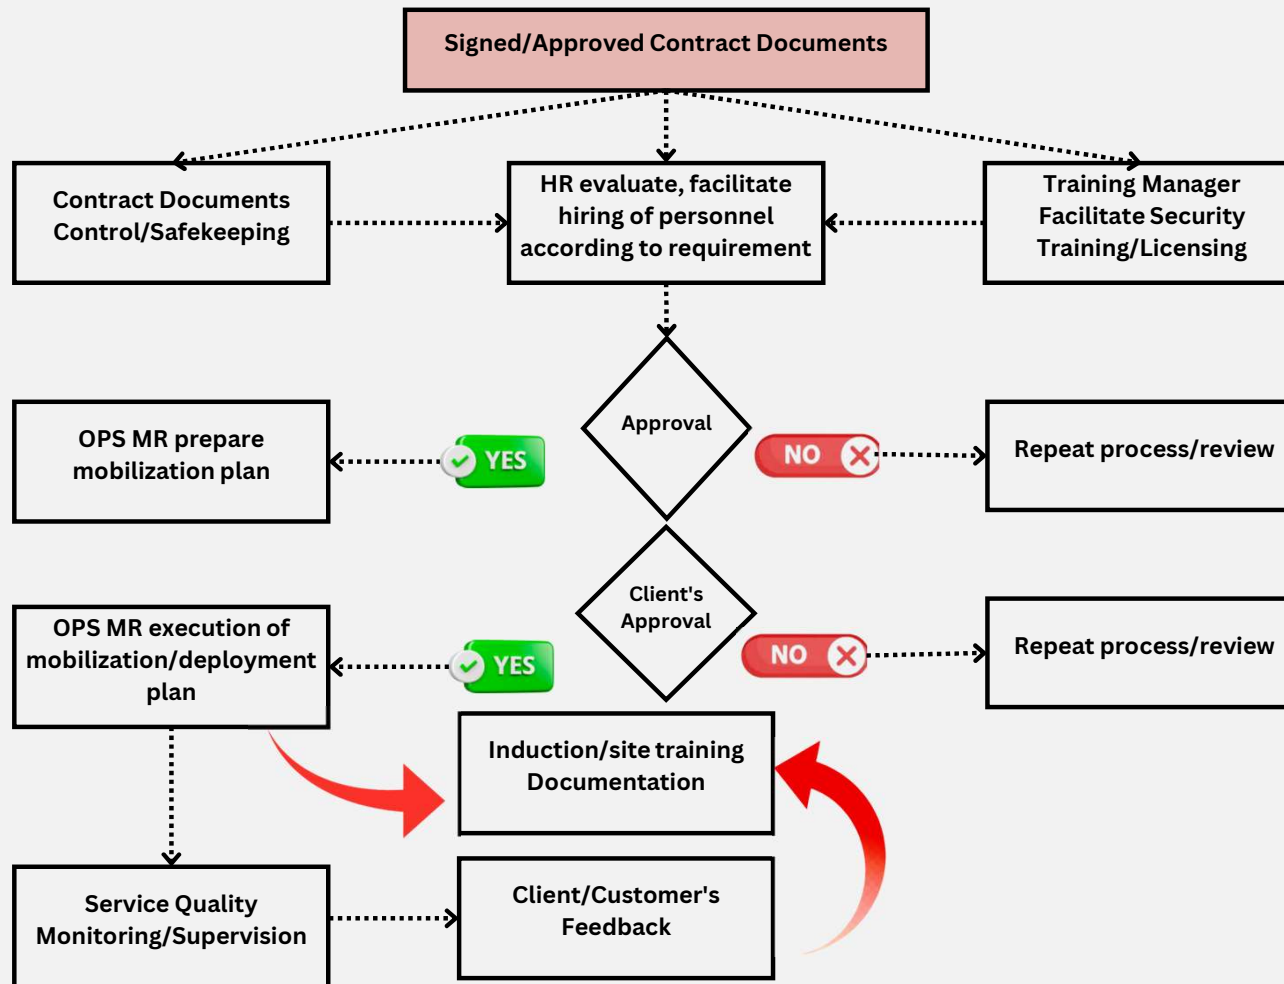 Signed/Approved Contract Documents
Contract Documents
Control/Safekeeping
HR evaluate, facilitate
hiring of personnel
according to requirement
Training Manager
Facilitate Security
Training/Licensing
Approval
OPS MR prepare
mobilization plan
YES
NO
Repeat process/review
Client's
Approval
OPS MR execution of
mobilization/deployment
plan
YES
NO
Repeat process/review
Induction/site training
Documentation
Service Quality
Monitoring/Supervision
Client/Customer's
Feedback